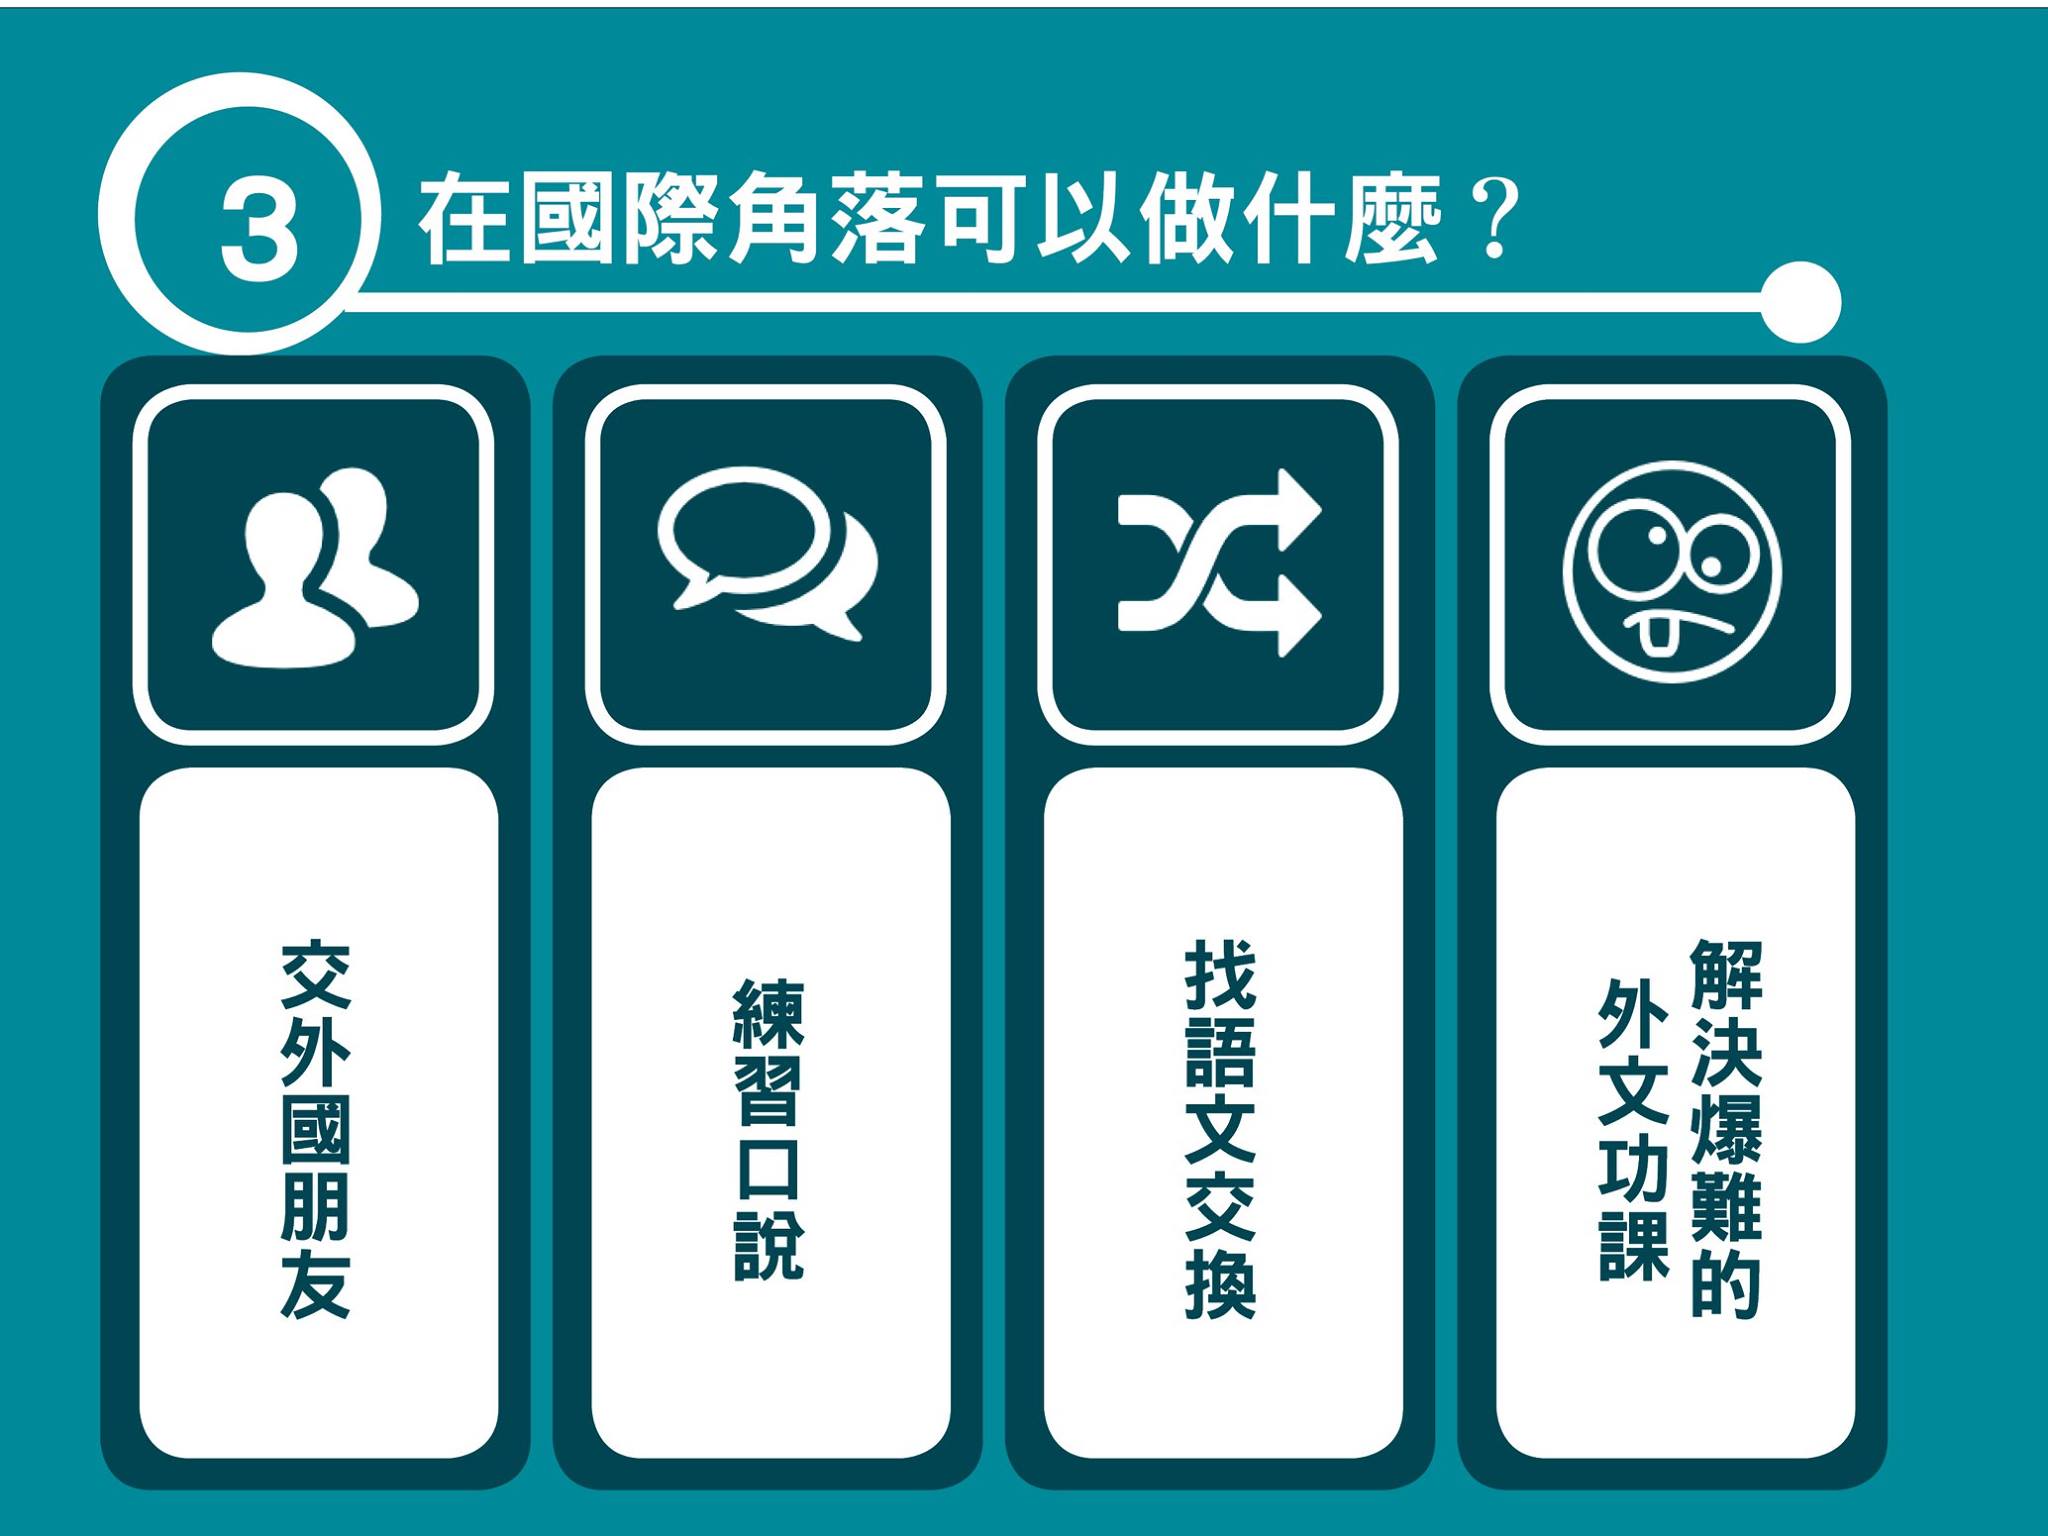 3
在國際角落可以做什麼？
交外國朋友
練習口說
找語文交換
解決爆難的
外文功課